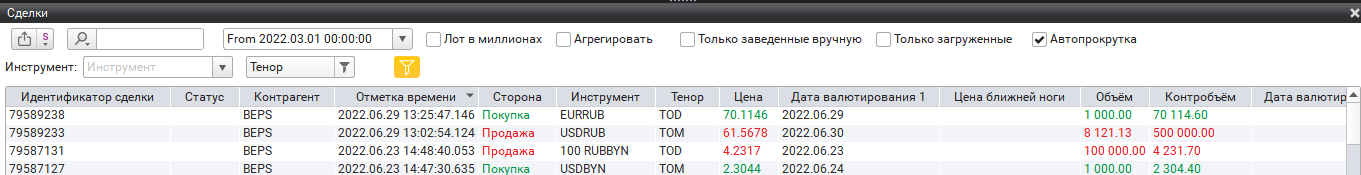 Сделки
S From 2022.03.01 00:00:00 Лот в миллионах Агрегировать Только заведенные вручную Только загруженные Автопрокрутка
Инструмент: Инструмент Тенор
Идентификатор сделки Статус Контрагент Отметка времени Сторона Инструмент Тенор Цена Дата валютирования 1 Цена ближней ноги Объём Контробъём Дата валютир
79589238 BEPS 2022.06.29 13:25:47.146 Покупка EURRUB TOD 70.1146 2022.06.29 1 000.00 70 114.60
79589233 BEPS 2022.06.29 13:02:54.124 Продажа USDRUB TOM 61.5678 2022.06.30 8 121.13 500 000.00
79587131 BEPS 2022.06.23 14:48:40.053 Продажа 100 RUBBYN TOD 4.2317 2022.06.23 100 000.00 4 231.70
79587127 BEPS 2022.06.23 14:47:30.635 Покупка USDBYN TOM 2.3044 2022.06.24 1 000.00 2 304.40